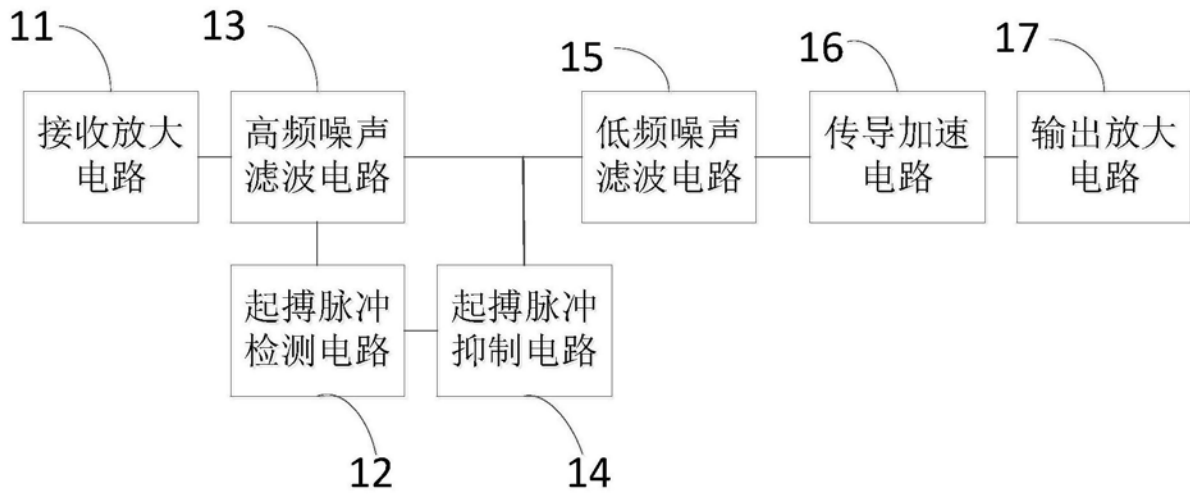 11
13
15
16
17
接收放大
电路
高频噪声
滤波电路
低频噪声
滤波电路
传导加速
电路
输出放大
电路
起搏脉冲
检测电路
起搏脉冲
抑制电路
12
14